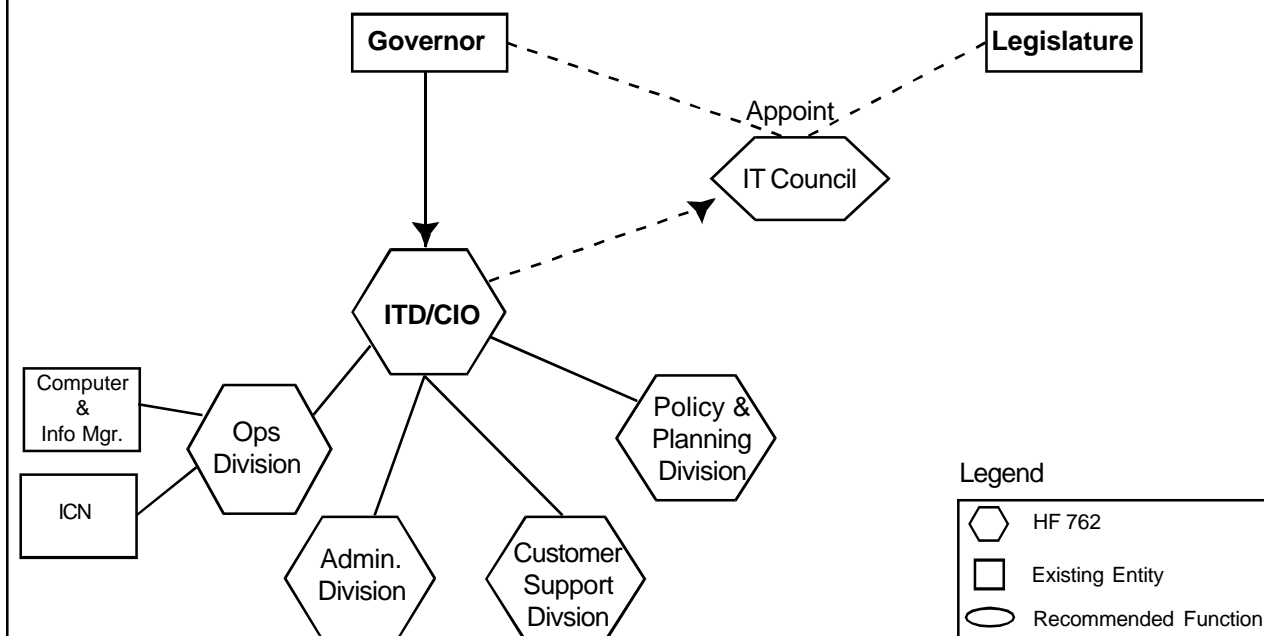 Governor
Legislature
Appoint
IT Council
ITD/CIO
Computer
&
Info Mgr.
Ops
Division
Policy &
Planning
Division
ICN
Admin.
Division
Customer
Support
Divsion
Legend
HF 762
Existing Entity
Recommended Function